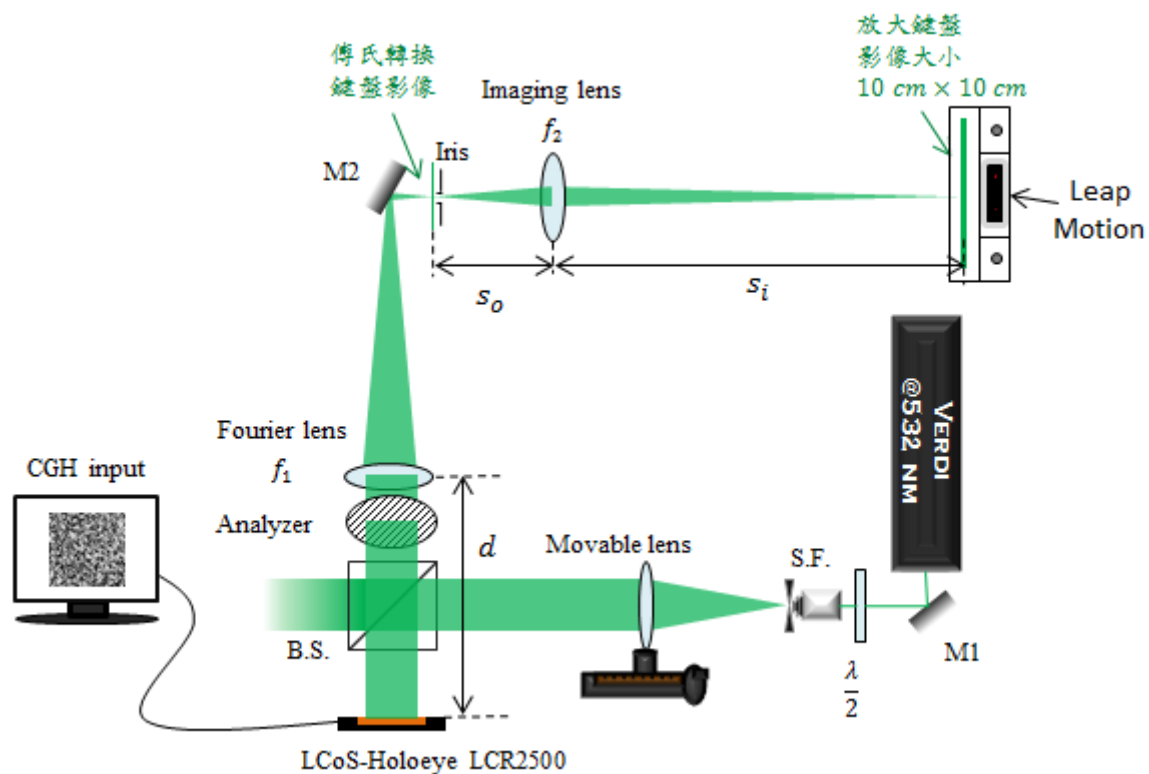 傅氏轉換
鍵盤影像
放大鍵盤
影像大小
10 cm × 10 cm
Imaging lens
f₂
Iris
M2
Leap
Motion
sₒ
sᵢ
VERDI
@532 NM
Fourier lens
f₁
CGH input
Analyzer
d
Movable lens
S.F.
B.S.
M1
λ
2
LCoS-Holoeye LCR2500